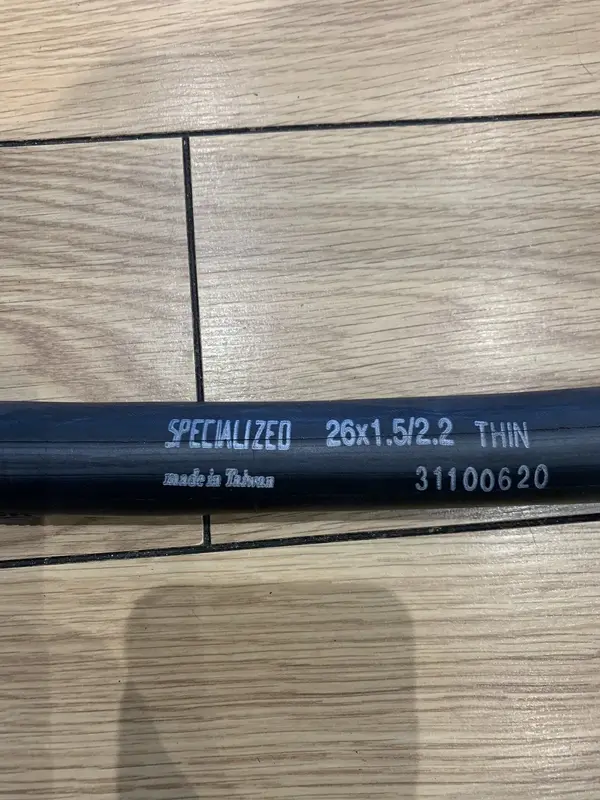 SPECIALIZED 26x1.5/2.2 THIN
made in Taiwan 31100620